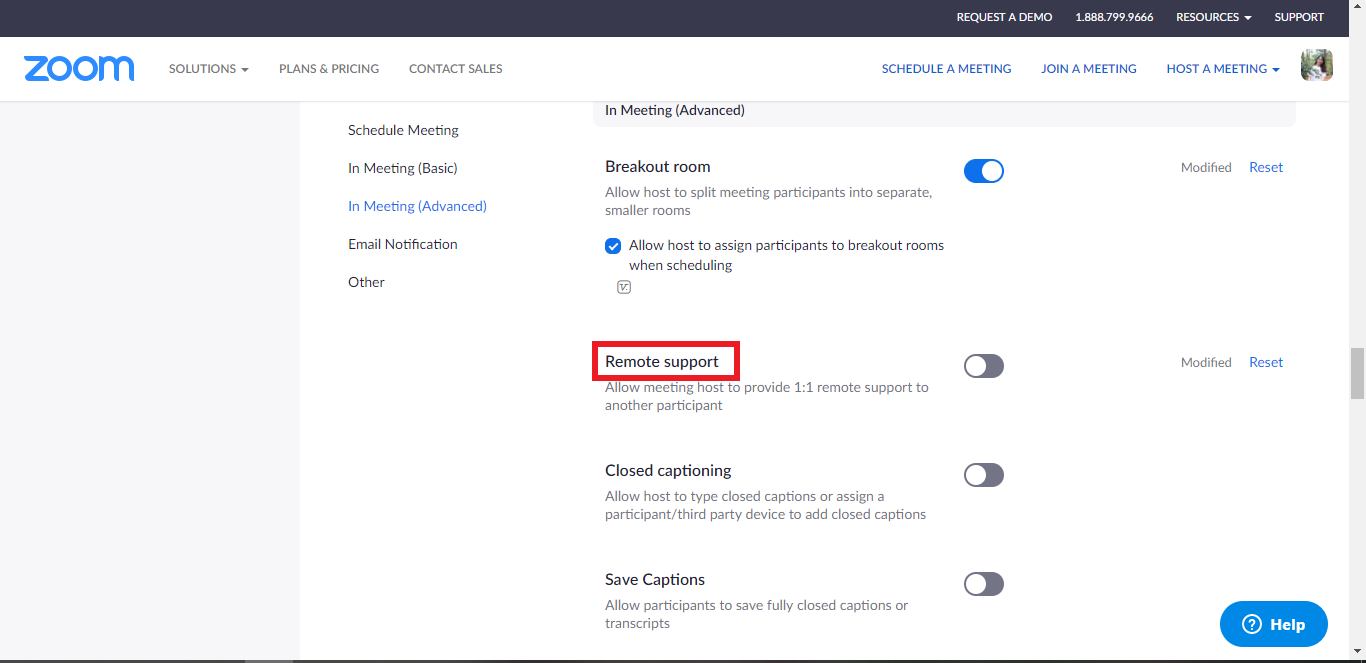 REQUEST A DEMO 1.888.799.9666 RESOURCES SUPPORT
zoom SOLUTIONS PLANS & PRICING CONTACT SALES SCHEDULE A MEETING JOIN A MEETING HOST A MEETING
Schedule Meeting
In Meeting (Basic)
In Meeting (Advanced)
Email Notification
Other
In Meeting (Advanced)
Breakout room
Modified Reset
Allow host to split meeting participants into separate,
smaller rooms
Allow host to assign participants to breakout rooms
when scheduling
Remote support
Modified Reset
Allow meeting host to provide 1:1 remote support to
another participant
Closed captioning
Allow host to type closed captions or assign a
participant/third party device to add closed captions
Save Captions
Allow participants to save fully closed captions or
transcripts
? Help